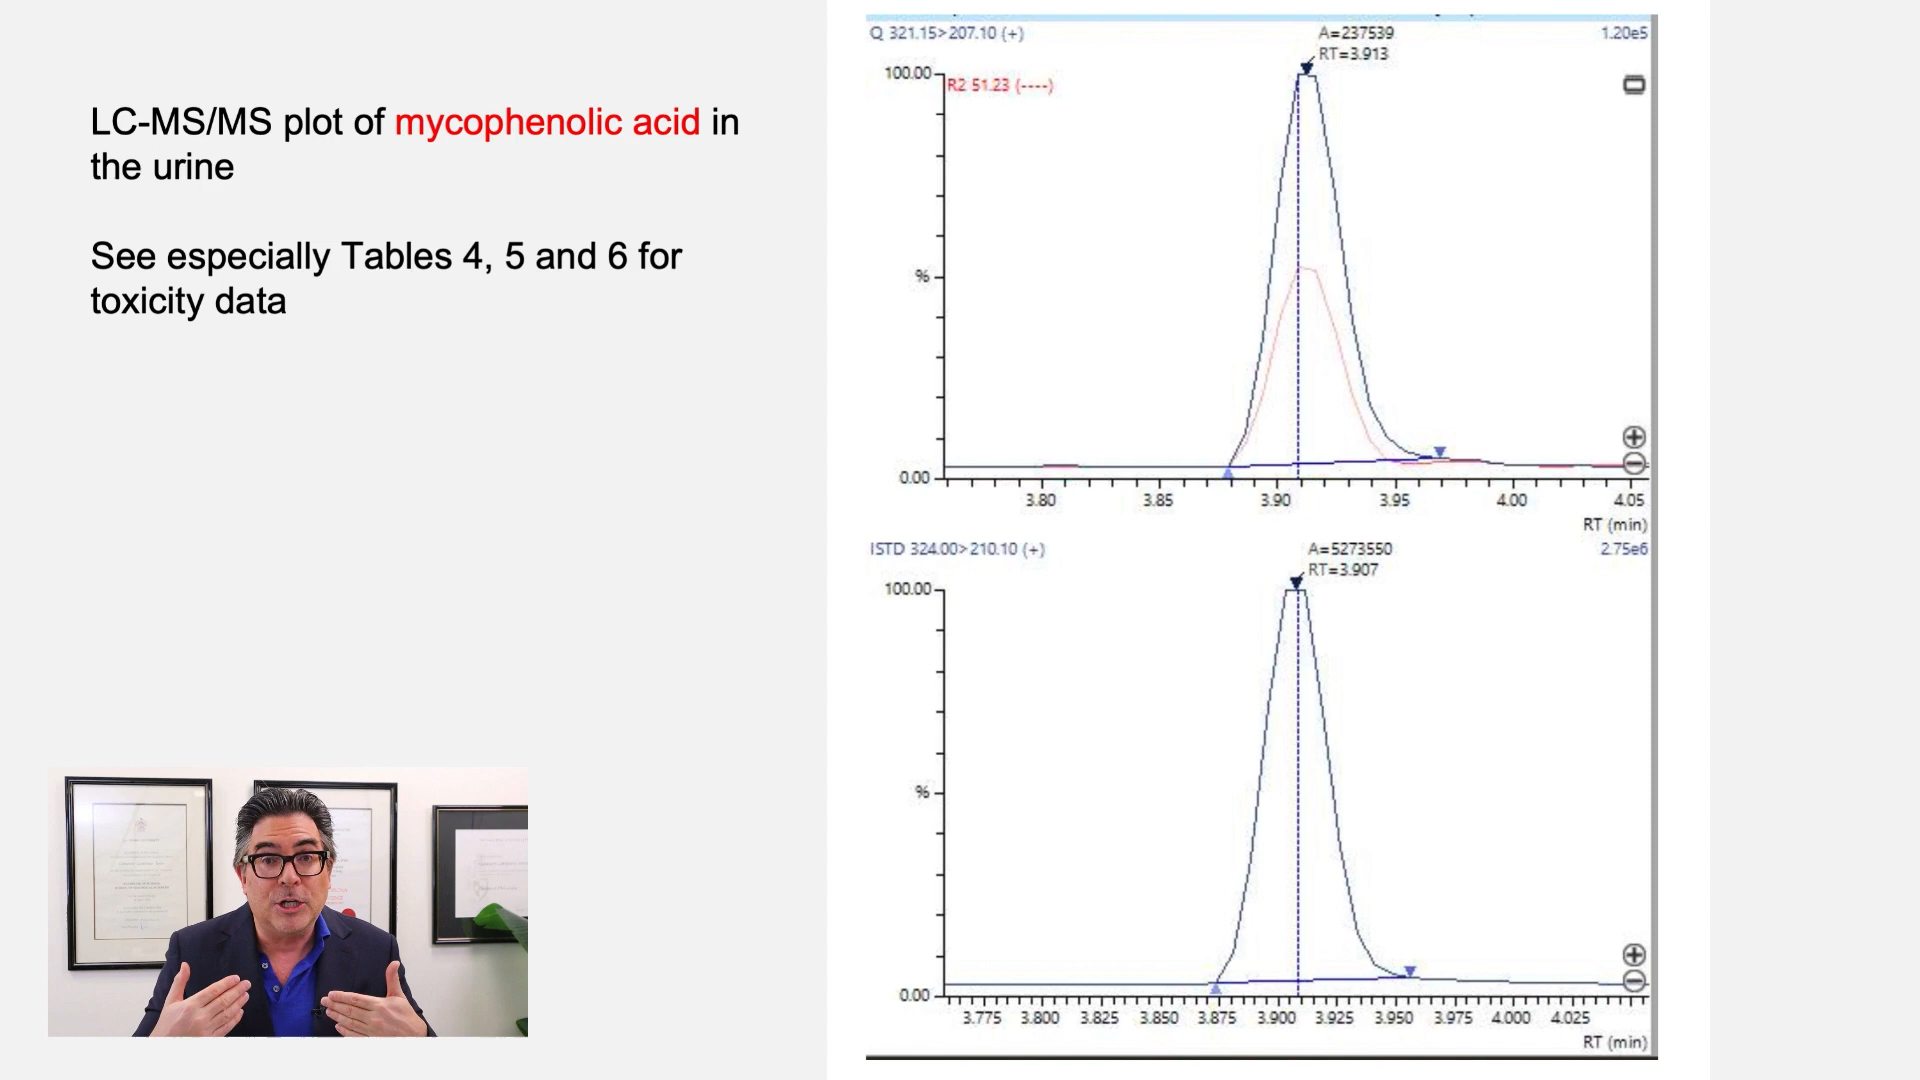 LC-MS/MS plot of mycophenolic acid in
the urine
See especially Tables 4, 5 and 6 for
toxicity data
Q 321.15>207.10 (+)
A=237539
RT=3.913
1.20e5
100.00
R2 51.23 (----)
%
0.00
3.80 3.85 3.90 3.95 4.00 4.05
RT (min)
ISTD 324.00>210.10 (+)
A=5273550
RT=3.907
2.75e6
100.00
%
0.00
3.775 3.800 3.825 3.850 3.875 3.900 3.925 3.950 3.975 4.000 4.025
RT (min)